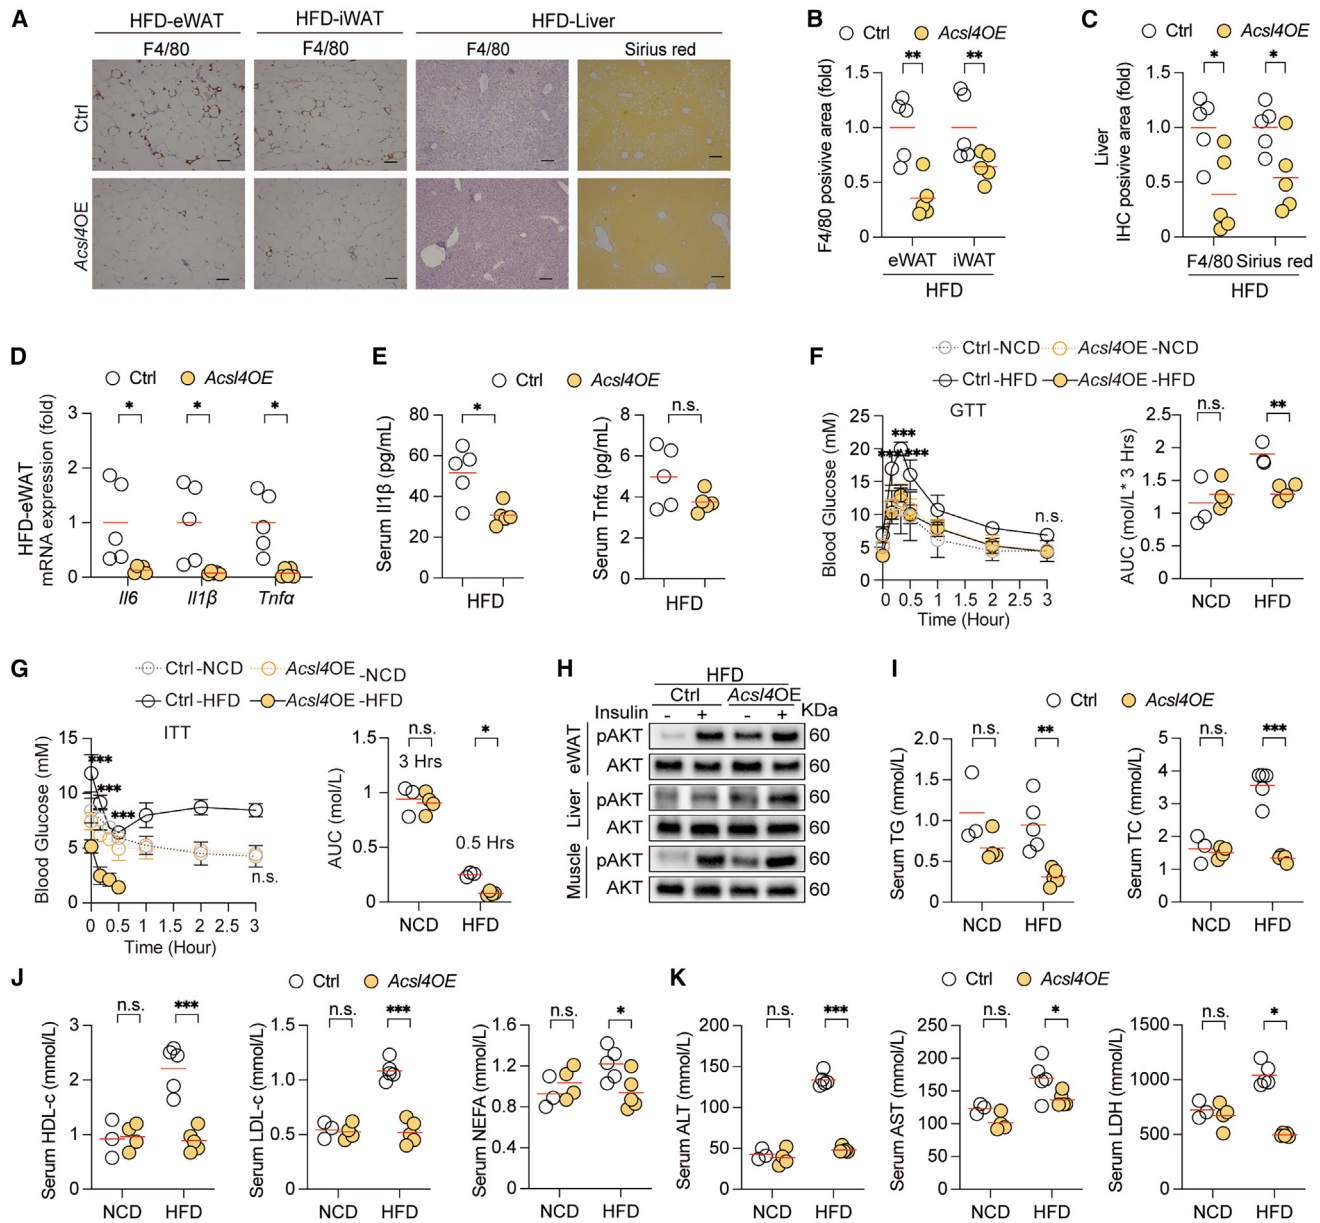 A
HFD-eWAT HFD-iWAT HFD-Liver
F4/80 F4/80 F4/80 Sirius red
Ctrl
Acsl4OE
B
Ctrl Acsl4OE
** **
F4/80 posivive area (fold)
1.5
1.0
0.5
0
eWAT iWAT
HFD
C
Ctrl Acsl4OE
* *
Liver
IHC posivive area (fold)
1.5
1.0
0.5
0
F4/80 Sirius red
HFD
D
Ctrl Acsl4OE
* * *
HFD-eWAT
mRNA expression (fold)
3
2
1
0
Il6 Il1β Tnfα
E
Ctrl Acsl4OE
*
Serum Il1β (pg/mL)
80
60
40
20
0
HFD
n.s.
Serum Tnfα (pg/mL)
8
6
4
2
0
HFD
F
Ctrl-NCD Acsl4OE-NCD
Ctrl-HFD Acsl4OE-HFD
GTT
***
Blood Glucose (mM)
25
20
15
10
5
0
n.s.
0 0.5 1 1.5 2 2.5 3
Time (Hour)
n.s. **
AUC (mol/L* 3 Hrs)
2.5
2
1.5
1
0.5
0
NCD HFD
G
Ctrl-NCD Acsl4OE -NCD
Ctrl-HFD Acsl4OE-HFD
ITT
***
***
***
Blood Glucose (mM)
15
10
5
0
n.s.
0 0.5 1 1.5 2 2.5 3
Time (Hour)
n.s. *
3 Hrs
0.5 Hrs
AUC (mol/L)
1.5
1
0.5
0
NCD HFD
H
HFD
Ctrl Acsl4OE
Insulin - + - + KDa
eWAT
pAKT 60
AKT 60
Liver
pAKT 60
AKT 60
Muscle
pAKT 60
AKT 60
I
Ctrl Acsl4OE
n.s. **
Serum TG (mmol/L)
2.0
1.5
1.0
0.5
0
NCD HFD
n.s. ***
Serum TC (mmol/L)
5
4
3
2
1
0
NCD HFD
J
Ctrl Acsl4OE
n.s. ***
Serum HDL-c (mmol/L)
3
2
1
0
NCD HFD
n.s. ***
Serum LDL-c (mmol/L)
1.5
1.0
0.5
0
NCD HFD
n.s. *
Serum NEFA (mmol/L)
1.6
1.2
0.8
0.4
0
NCD HFD
K
Ctrl Acsl4OE
n.s. ***
Serum ALT (mmol/L)
200
150
100
50
0
NCD HFD
n.s. *
Serum AST (mmol/L)
250
200
150
100
50
0
NCD HFD
n.s. *
Serum LDH (mmol/L)
1500
1000
500
0
NCD HFD